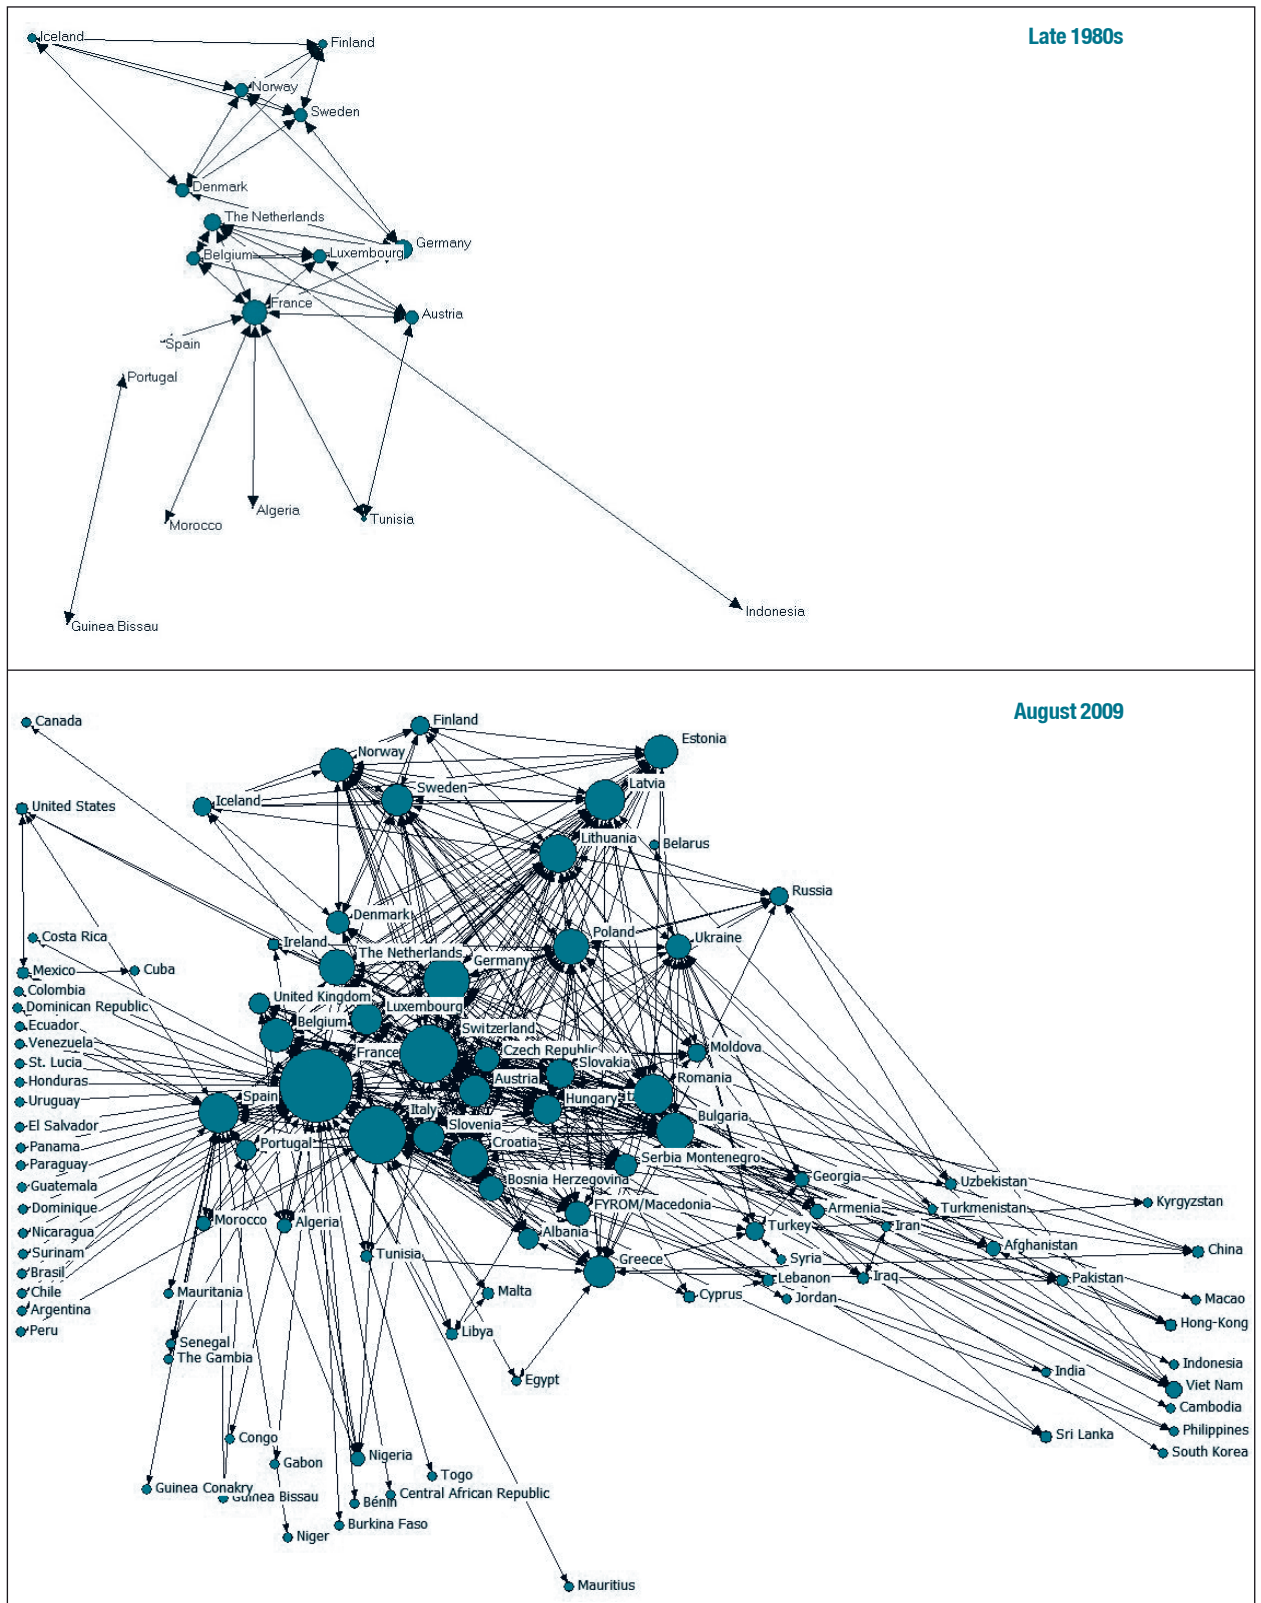 Late 1980s
Iceland
Finland
Norway
Sweden
Denmark
The Netherlands
Germany
Belgium
Luxembourg
France
Austria
Spain
Portugal
Algeria
Morocco
Tunisia
Indonesia
Guinea Bissau
August 2009
Canada
Finland
Norway
Estonia
Sweden
Latvia
Iceland
United States
Lithuania
Belarus
Russia
Denmark
Costa Rica
Ireland
Poland
Ukraine
The Netherlands
Germany
Mexico
Cuba
Colombia
United Kingdom
Dominican Republic
Luxembourg
Ecuador
Belgium
Switzerland
Venezuela
France
Czech Republic
Moldova
St. Lucia
Slovakia
Honduras
Austria
Romania
Spain
Hungary
Uruguay
Italy
Bulgaria
El Salvador
Slovenia
Panama
Portugal
Croatia
Serbia Montenegro
Paraguay
Georgia
Guatemala
Bosnia Herzegovina
Uzbekistan
Dominique
FYROM/Macedonia
Armenia
Turkmenistan
Kyrgyzstan
Nicaragua
Morocco
Algeria
Albania
Turkey
Iran
Surinam
Tunisia
Greece
Syria
Afghanistan
China
Brasil
Lebanon
Iraq
Pakistan
Chile
Mauritania
Malta
Cyprus
Jordan
Macao
Argentina
Hong-Kong
Peru
Senegal
Libya
The Gambia
Egypt
India
Indonesia
Viet Nam
Cambodia
Congo
Philippines
Sri Lanka
Nigeria
South Korea
Gabon
Togo
Guinea Conakry
Guinea Bissau
Bénin
Central African Republic
Burkina Faso
Niger
Mauritius